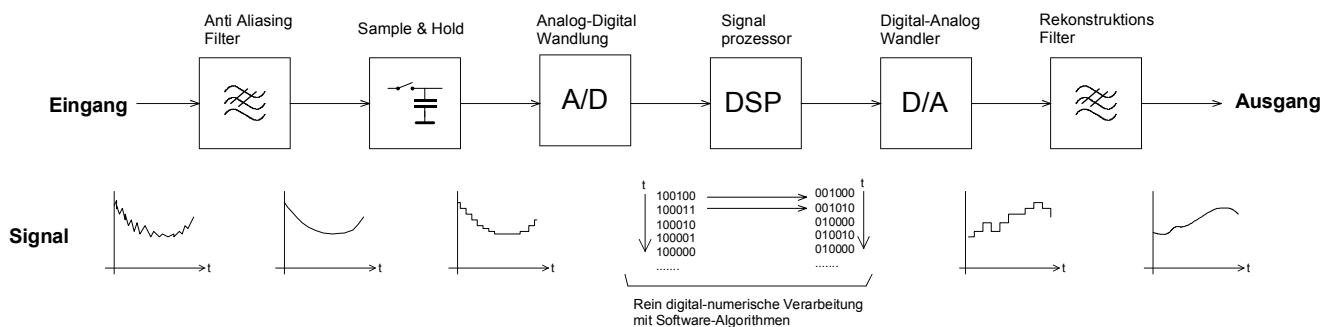 Anti Aliasing
Filter
Sample & Hold
Analog-Digital
Wandlung
Signal
prozessor
Digital-Analog
Wandler
Rekonstruktions
Filter
Eingang
A/D
DSP
D/A
Ausgang
Signal
t
t
t
t
100100
100011
100010
100001
100000
.......
t
001000
001010
010000
010010
010000
.......
t
t
Rein digital-numerische Verarbeitung
mit Software-Algorithmen